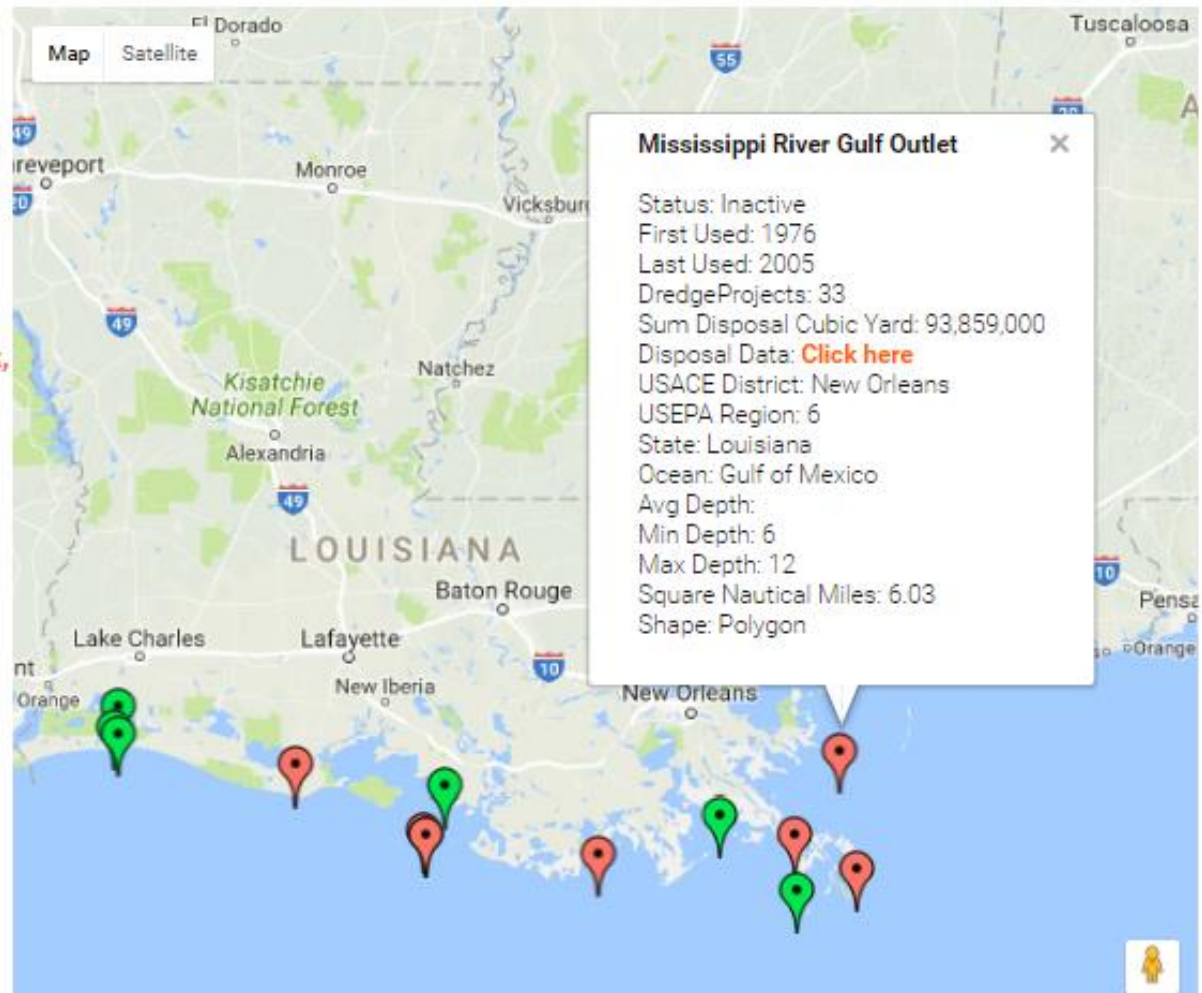 El Dorado
Tuscaloosa
Map
Satellite
55
20
A
49
reveport
20
Monroe
Vicksburg
Mississippi River Gulf Outlet
×
Status: Inactive
First Used: 1976
Last Used: 2005
DredgeProjects: 33
Sum Disposal Cubic Yard: 93,859,000
Disposal Data: Click here
USACE District: New Orleans
USEPA Region: 6
State: Louisiana
Ocean: Gulf of Mexico
Avg Depth:
Min Depth: 6
Max Depth: 12
Square Nautical Miles: 6.03
Shape: Polygon
49
Natchez
Kisatchie
National Forest
Alexandria
49
LOUISIANA
Baton Rouge
10
Pensa
Orange
Lake Charles
Lafayette
nt
Orange
New Iberia
10
New Orleans